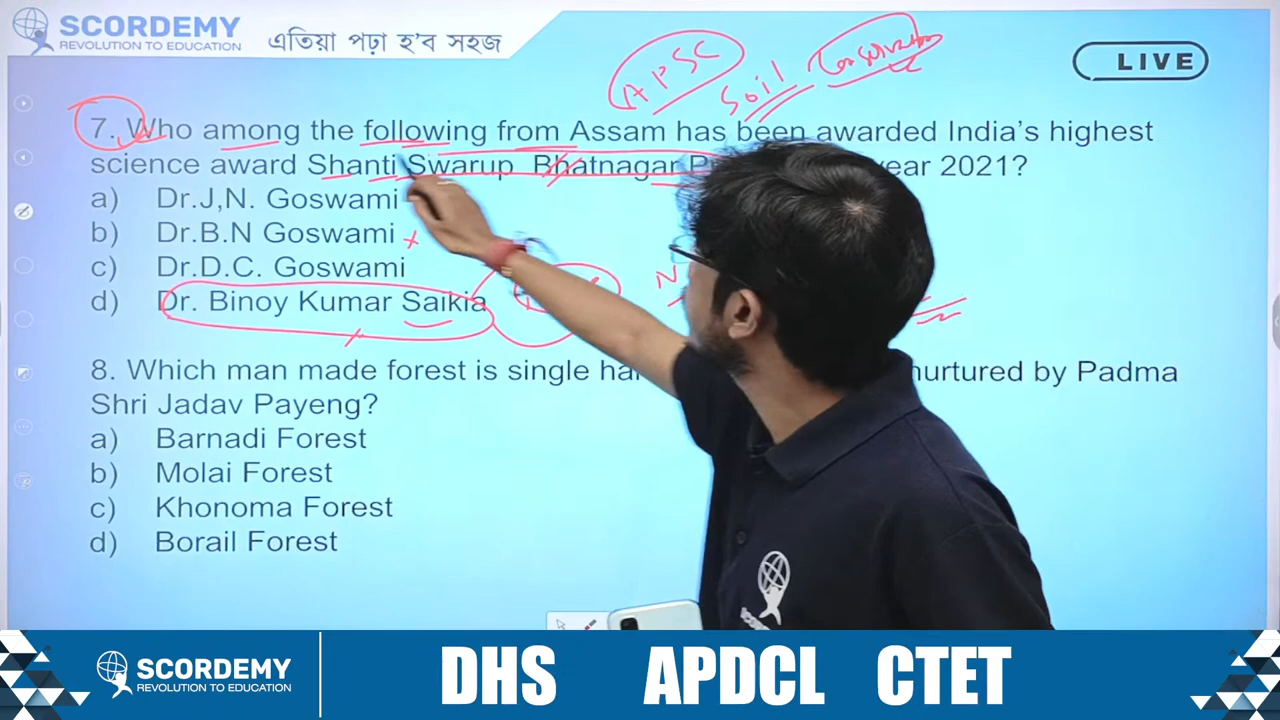 SCORDEMY
REVOLUTION TO EDUCATION
এতিয়া পঢ়া হ'ব সহজ
LIVE
APSC
Soil
7. Who among the following from Assam has been awarded India's highest
science award Shanti Swarup Bhatnagar ear 2021?
a) Dr.J,N. Goswami
b) Dr.B.N Goswami
c) Dr.D.C. Goswami
d) Dr. Binoy Kumar Saikia
N
8. Which man made forest is single nurtured by Padma
Shri Jadav Payeng?
a) Barnadi Forest
b) Molai Forest
c) Khonoma Forest
d) Borail Forest
SCORDEMY
REVOLUTION TO EDUCATION
DHS APDCL CTET